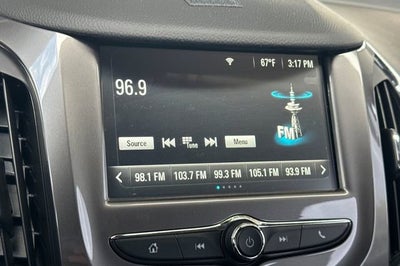 67°F 3:17 PM
96.9
FM
Source Tune Menu
98.1 FM 103.7 FM 99.3 FM 105.1 FM 93.9 FM